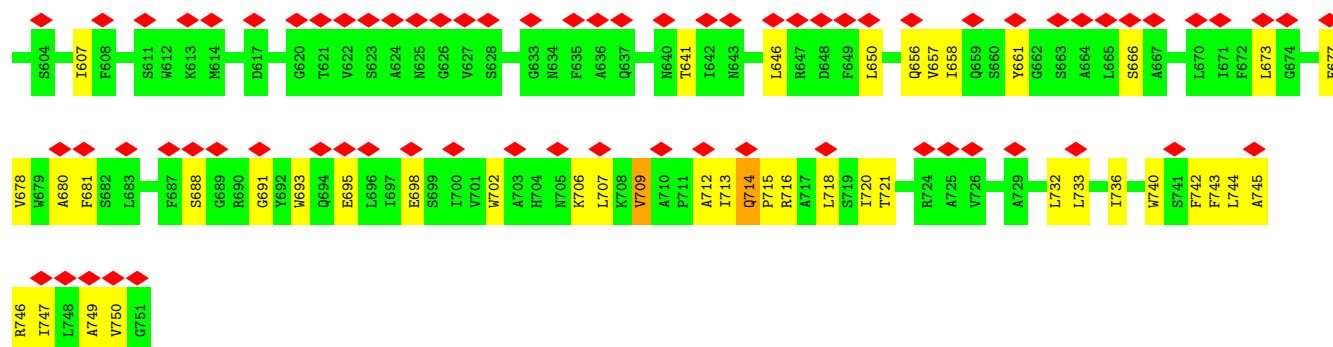 S604 I607 F608 S611 W612 K613 M614 D617 G620 T621 V622 S623 A624 N625 G626 V627 S628 G633 N634 F635 A636 Q637 N640 T641 I642 N643 L646 R647 D648 F649 L650 Q656 V657 I658 Q659 S660 Y661 G662 S663 A664 L665 S666 A667 L670 I671 F672 L673 G674
V678 W679 A680 F681 S682 L683 F687 S688 G689 R690 G691 Y692 W693 Q694 E695 L696 I697 E698 S699 I700 V701 W702 A703 H704 N705 K706 L707 K708 V709 A710 P711 A712 I713 Q714 P715 R716 A717 L718 S719 I720 T721 R724 A725 V726 A729 L732 L733 I736 W740 S741 F742 F743 L744 A745
R746 I747 L748 A749 V750 G751